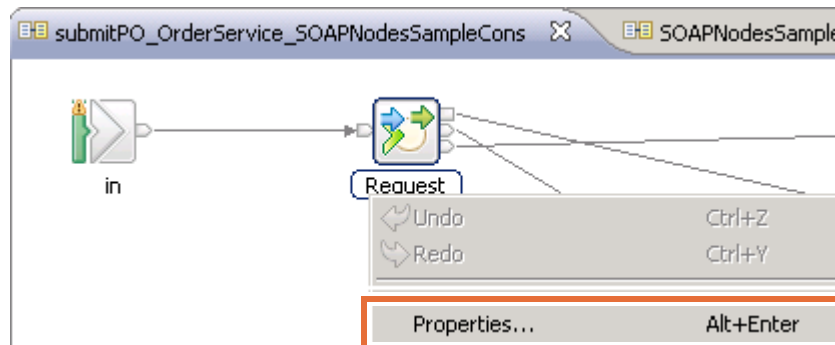 submitPO_OrderService_SOAPNodesSampleCons SOAPNodesSample
in
Request
Undo Ctrl+Z
Redo Ctrl+Y
Properties... Alt+Enter